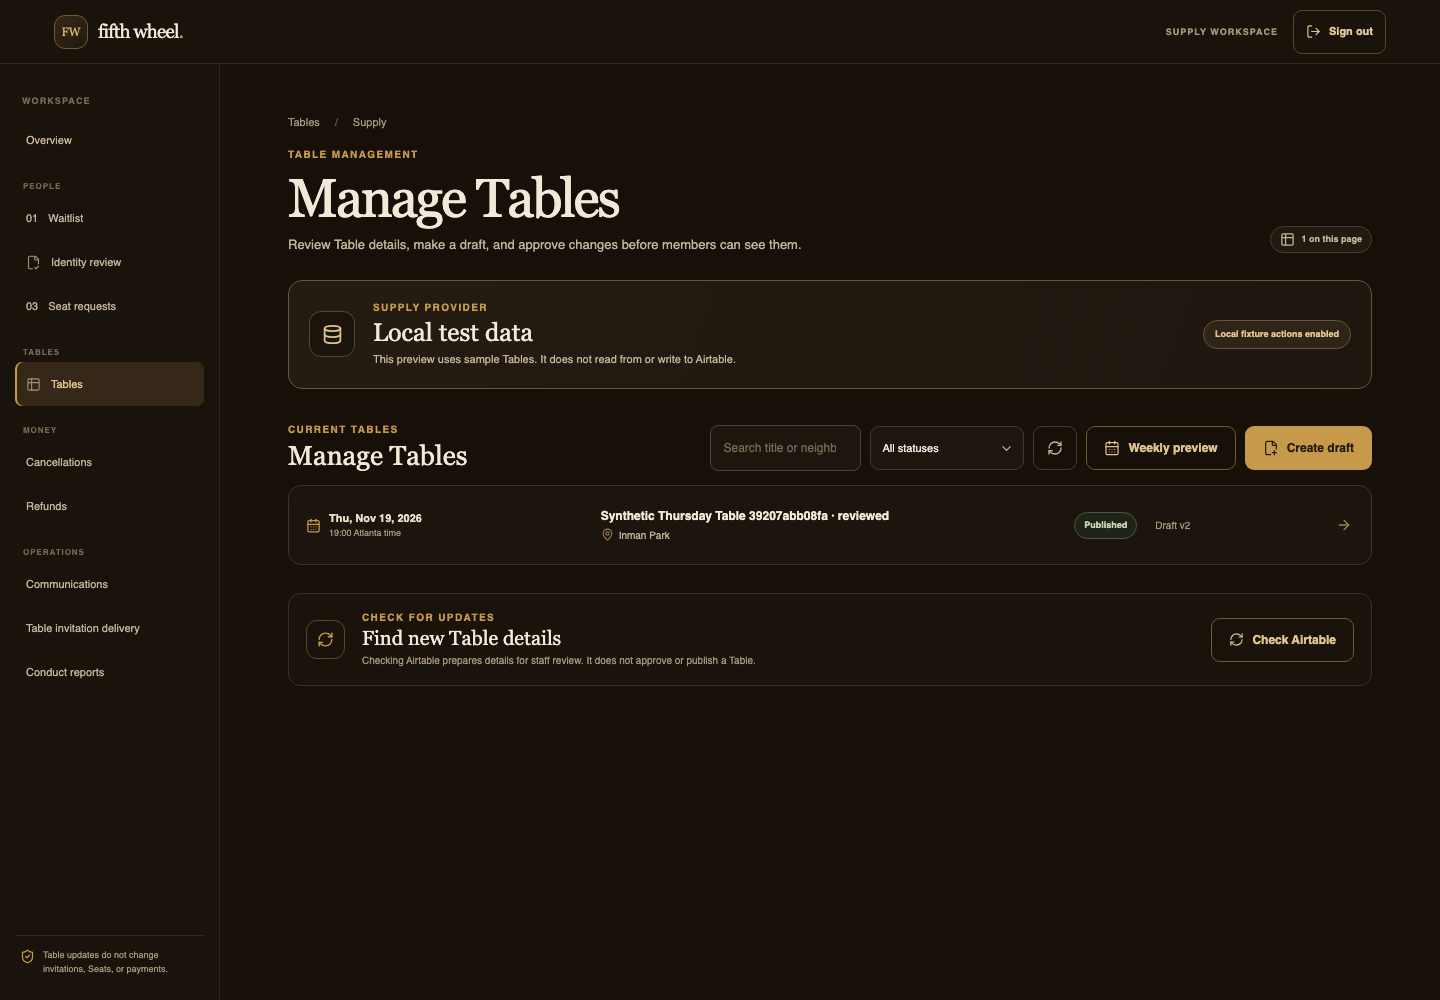 FW
fifth wheel.
SUPPLY WORKSPACE
Sign out
WORKSPACE
Overview
PEOPLE
01 Waitlist
Identity review
03 Seat requests
TABLES
Tables
MONEY
Cancellations
Refunds
OPERATIONS
Communications
Table invitation delivery
Conduct reports
Table updates do not change
invitations, Seats, or payments.
Tables / Supply
TABLE MANAGEMENT
Manage Tables
Review Table details, make a draft, and approve changes before members can see them.
1 on this page
SUPPLY PROVIDER
Local test data
This preview uses sample Tables. It does not read from or write to Airtable.
Local fixture actions enabled
CURRENT TABLES
Manage Tables
Search title or neighb
All statuses
Weekly preview
Create draft
Thu, Nov 19, 2026
19:00 Atlanta time
Synthetic Thursday Table 39207abb08fa · reviewed
Inman Park
Published
Draft v2
CHECK FOR UPDATES
Find new Table details
Checking Airtable prepares details for staff review. It does not approve or publish a Table.
Check Airtable